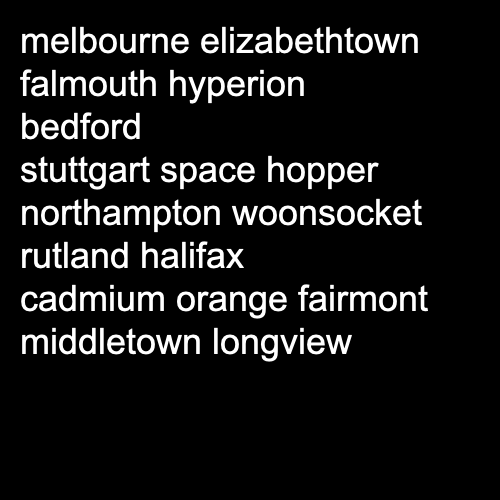 melbourne elizabethtown
falmouth hyperion
bedford
stuttgart space hopper
northampton woonsocket
rutland halifax
cadmium orange fairmont
middletown longview